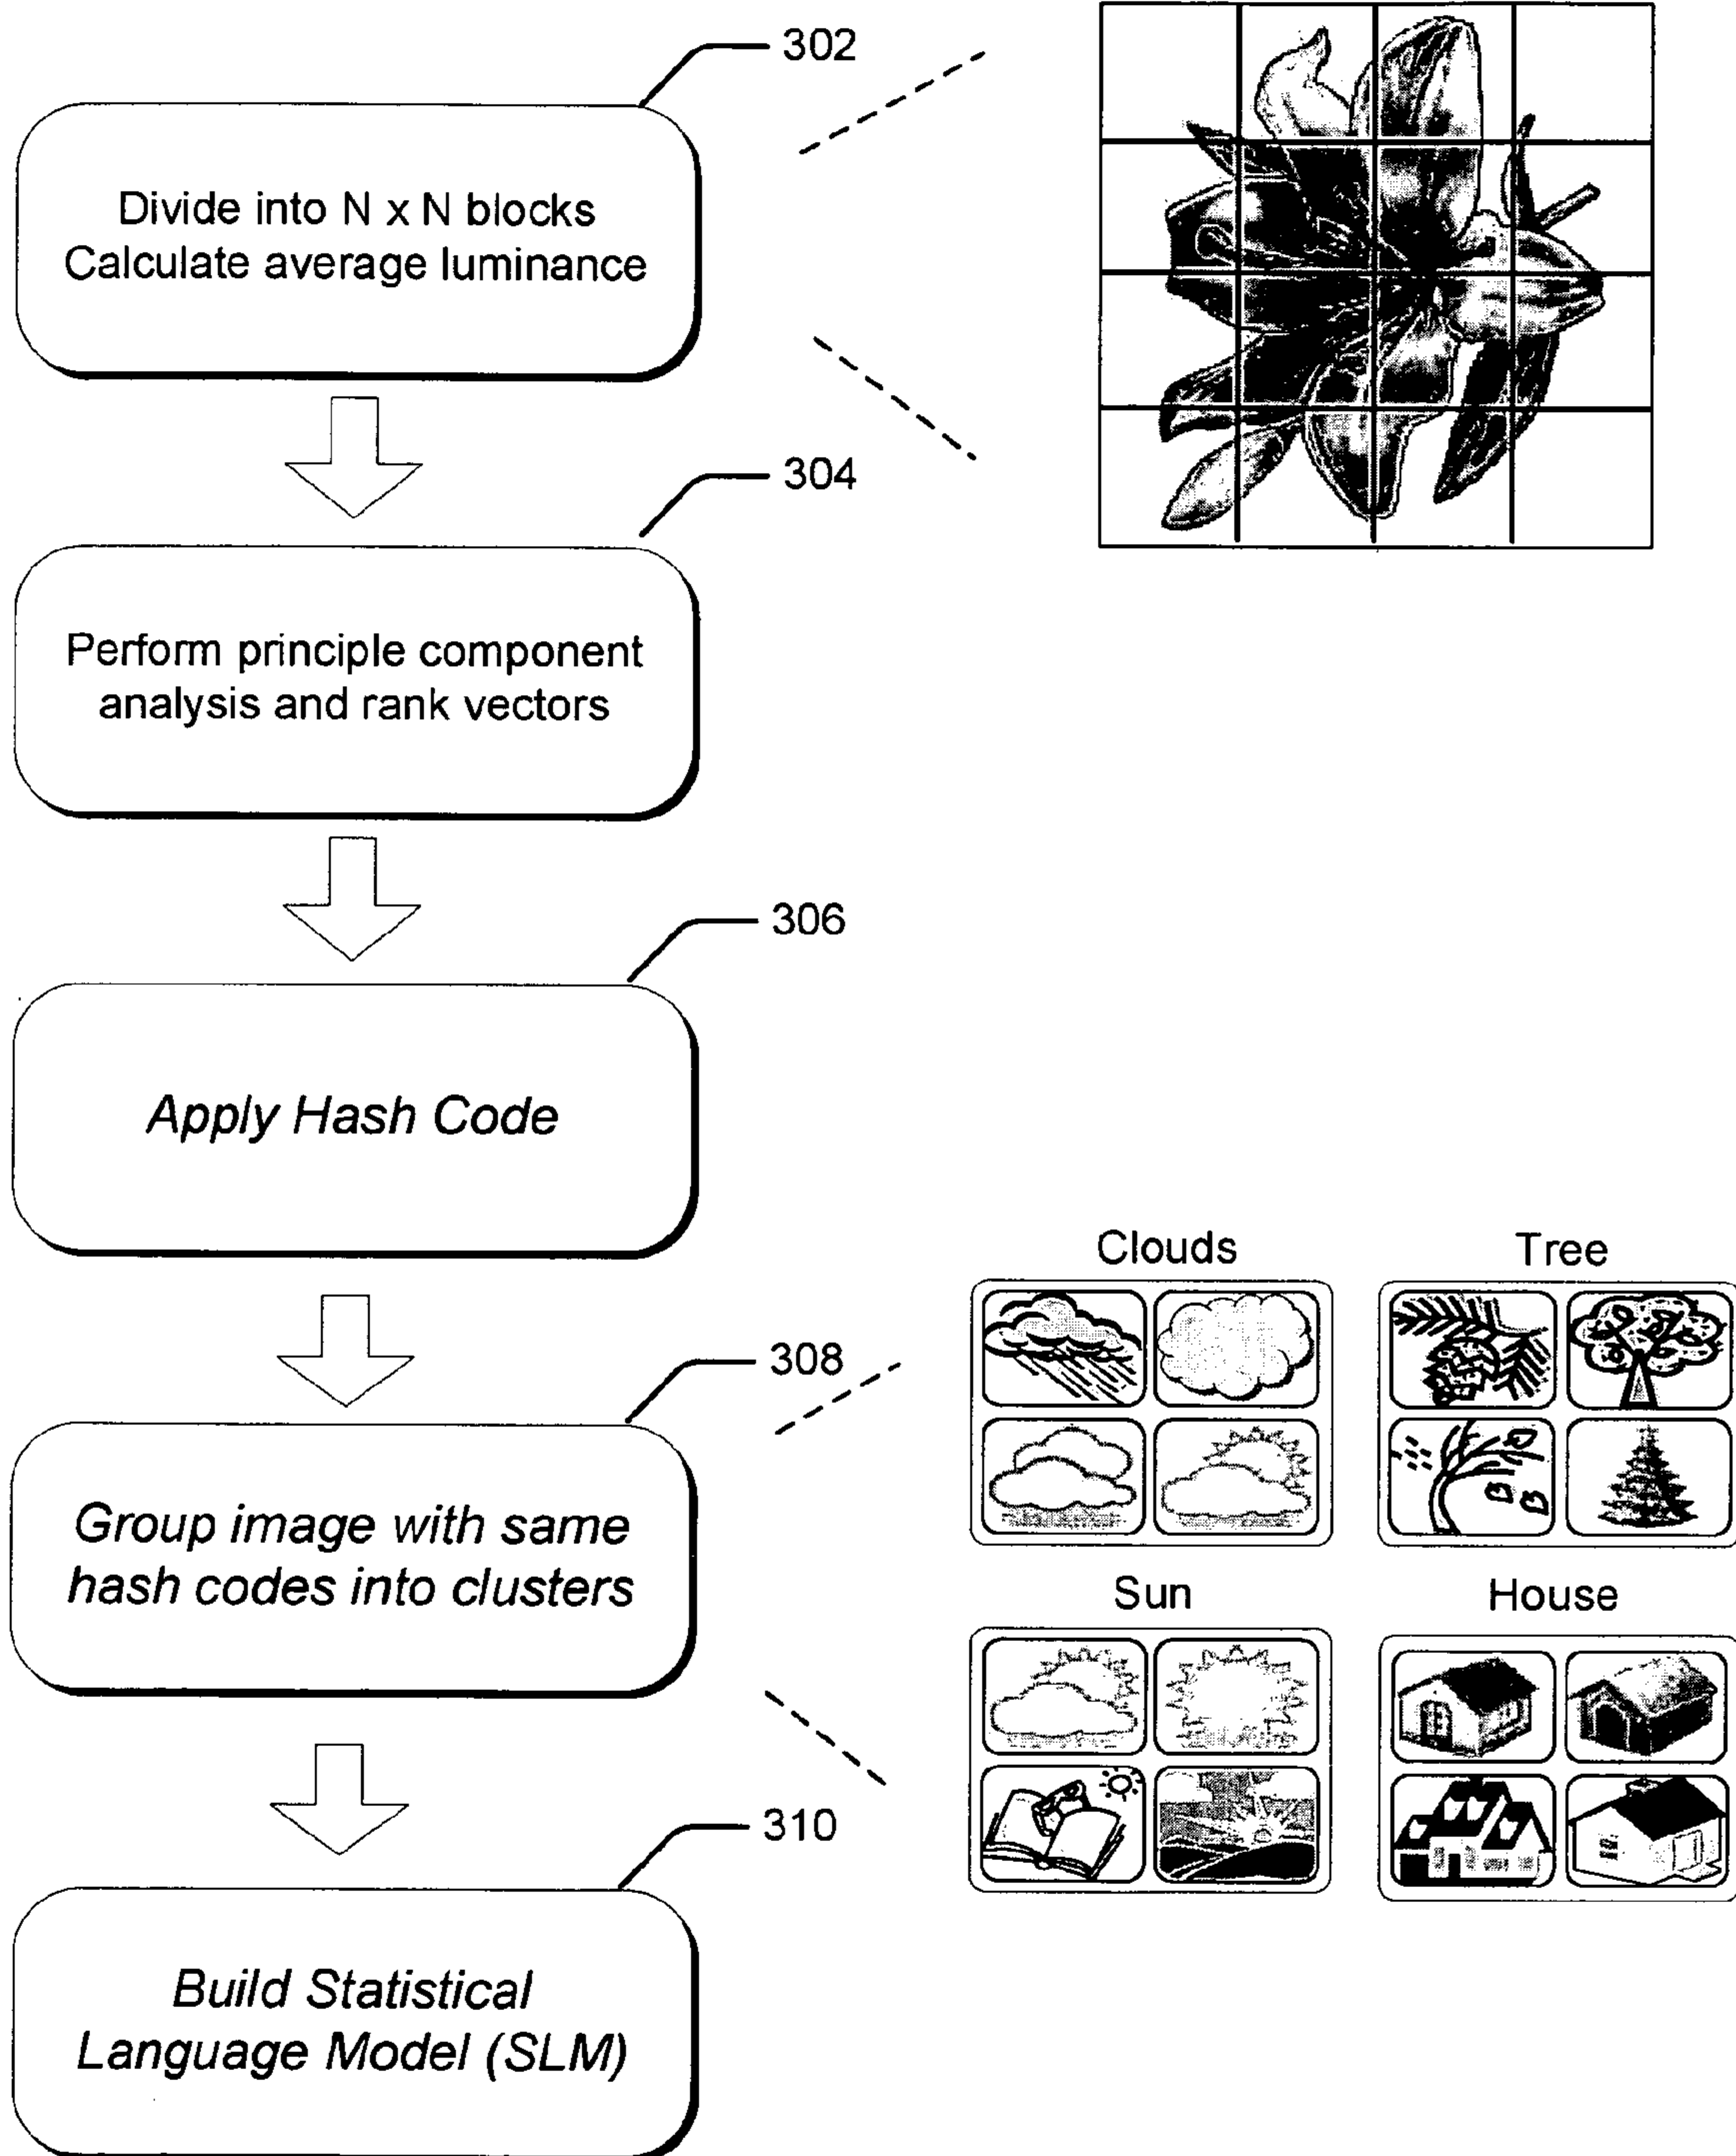 302
Divide into N x N blocks
Calculate average luminance
304
Perform principle component
analysis and rank vectors
306
Apply Hash Code
308
Group image with same
hash codes into clusters
Clouds
Tree
Sun
House
310
Build Statistical
Language Model (SLM)